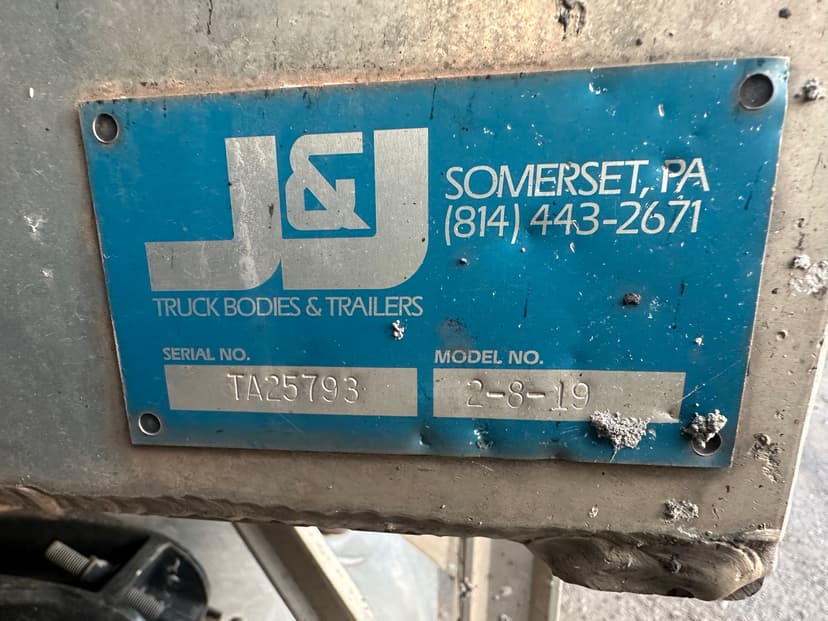 J&J
SOMERSET, PA
(814) 443-2671
TRUCK BODIES & TRAILERS
SERIAL NO.
TA25793
MODEL NO.
2-8-19